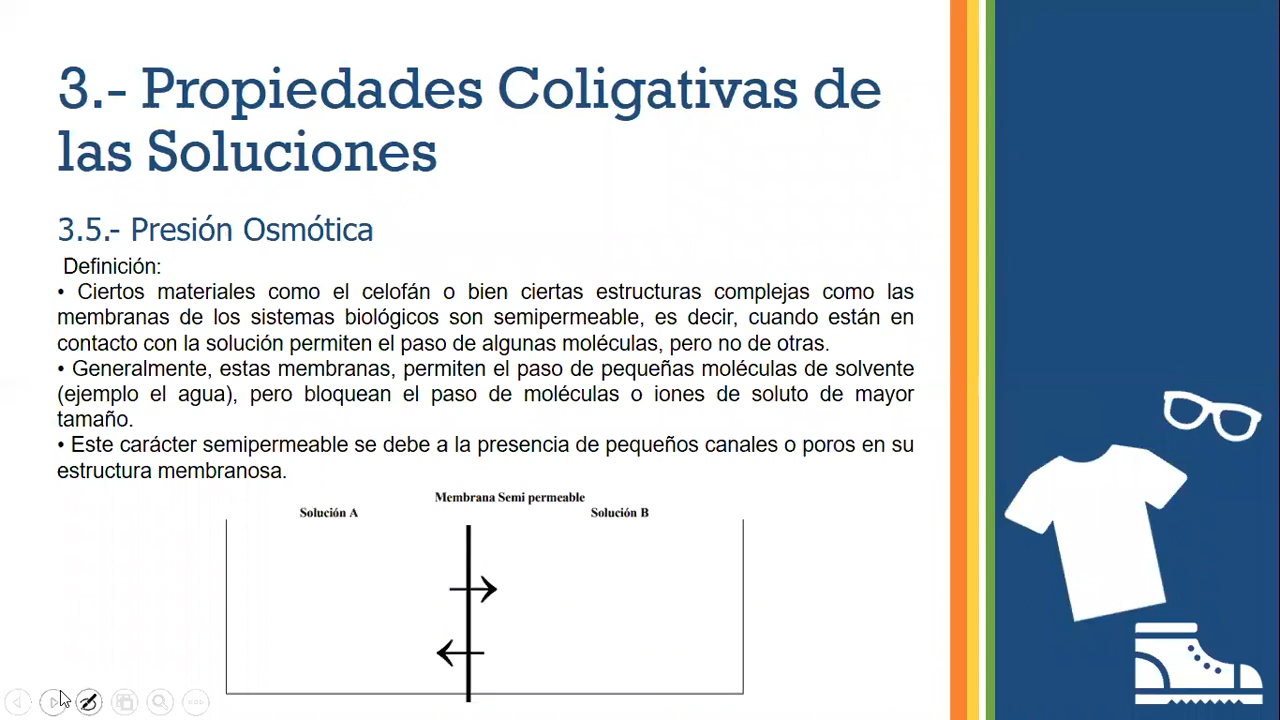 3.- Propiedades Coligativas de
las Soluciones
3.5.- Presión Osmótica
Definición:
• Ciertos materiales como el celofán o bien ciertas estructuras complejas como las
membranas de los sistemas biológicos son semipermeable, es decir, cuando están en
contacto con la solución permiten el paso de algunas moléculas, pero no de otras.
• Generalmente, estas membranas, permiten el paso de pequeñas moléculas de solvente
(ejemplo el agua), pero bloquean el paso de moléculas o iones de soluto de mayor
tamaño.
• Este carácter semipermeable se debe a la presencia de pequeños canales o poros en su
estructura membranosa.
Membrana Semi permeable
Solución A
Solución B